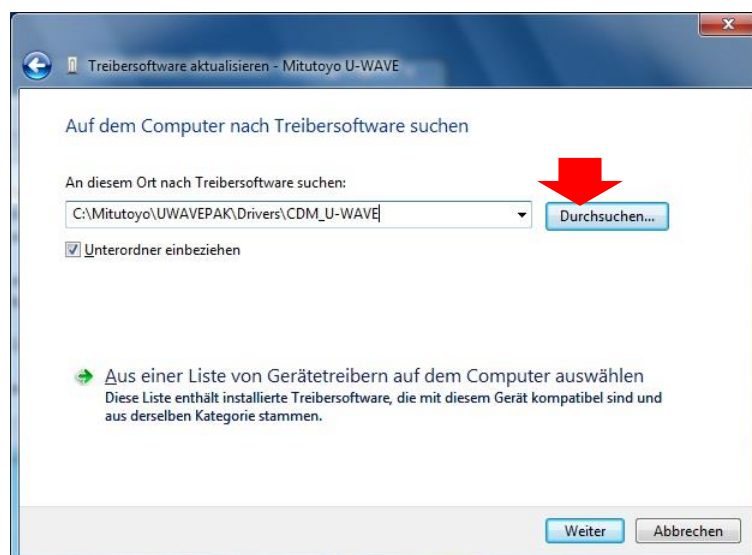 Treibersoftware aktualisieren - Mitutoyo U-WAVE
Auf dem Computer nach Treibersoftware suchen
An diesem Ort nach Treibersoftware suchen:
C:\Mitutoyo\UWAVEPAK\Drivers\CDM_U-WAVE
Durchsuchen...
Unterordner einbeziehen
Aus einer Liste von Gerätetreibern auf dem Computer auswählen
Diese Liste enthält installierte Treibersoftware, die mit diesem Gerät kompatibel sind und
aus derselben Kategorie stammen.
Weiter
Abbrechen